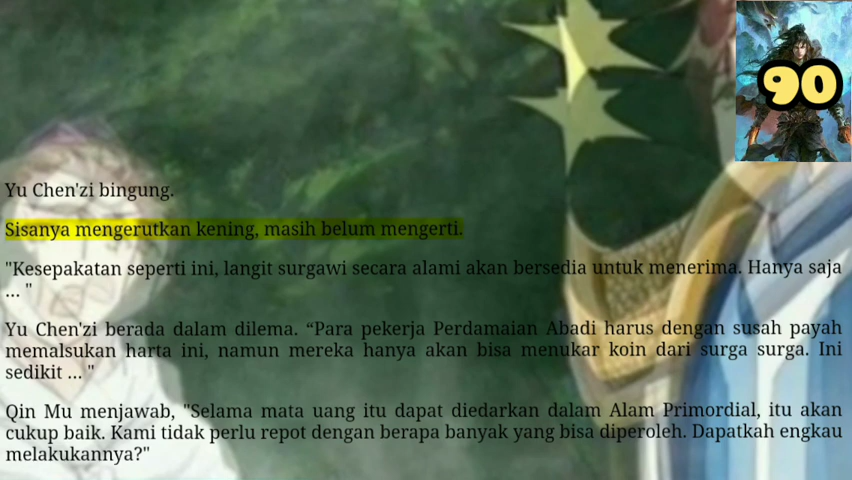 90
Yu Chen'zi bingung.
Sisanya mengerutkan kening, masih belum mengerti.
"Kesepakatan seperti ini, langit surgawi secara alami akan bersedia untuk menerima. Hanya saja
... "
Yu Chen'zi berada dalam dilema. “Para pekerja Perdamaian Abadi harus dengan susah payah
memalsukan harta ini, namun mereka hanya akan bisa menukar koin dari surga surga. Ini
sedikit ... "
Qin Mu menjawab, "Selama mata uang itu dapat diedarkan dalam Alam Primordial, itu akan
cukup baik. Kami tidak perlu repot dengan berapa banyak yang bisa diperoleh. Dapatkah engkau
melakukannya?"